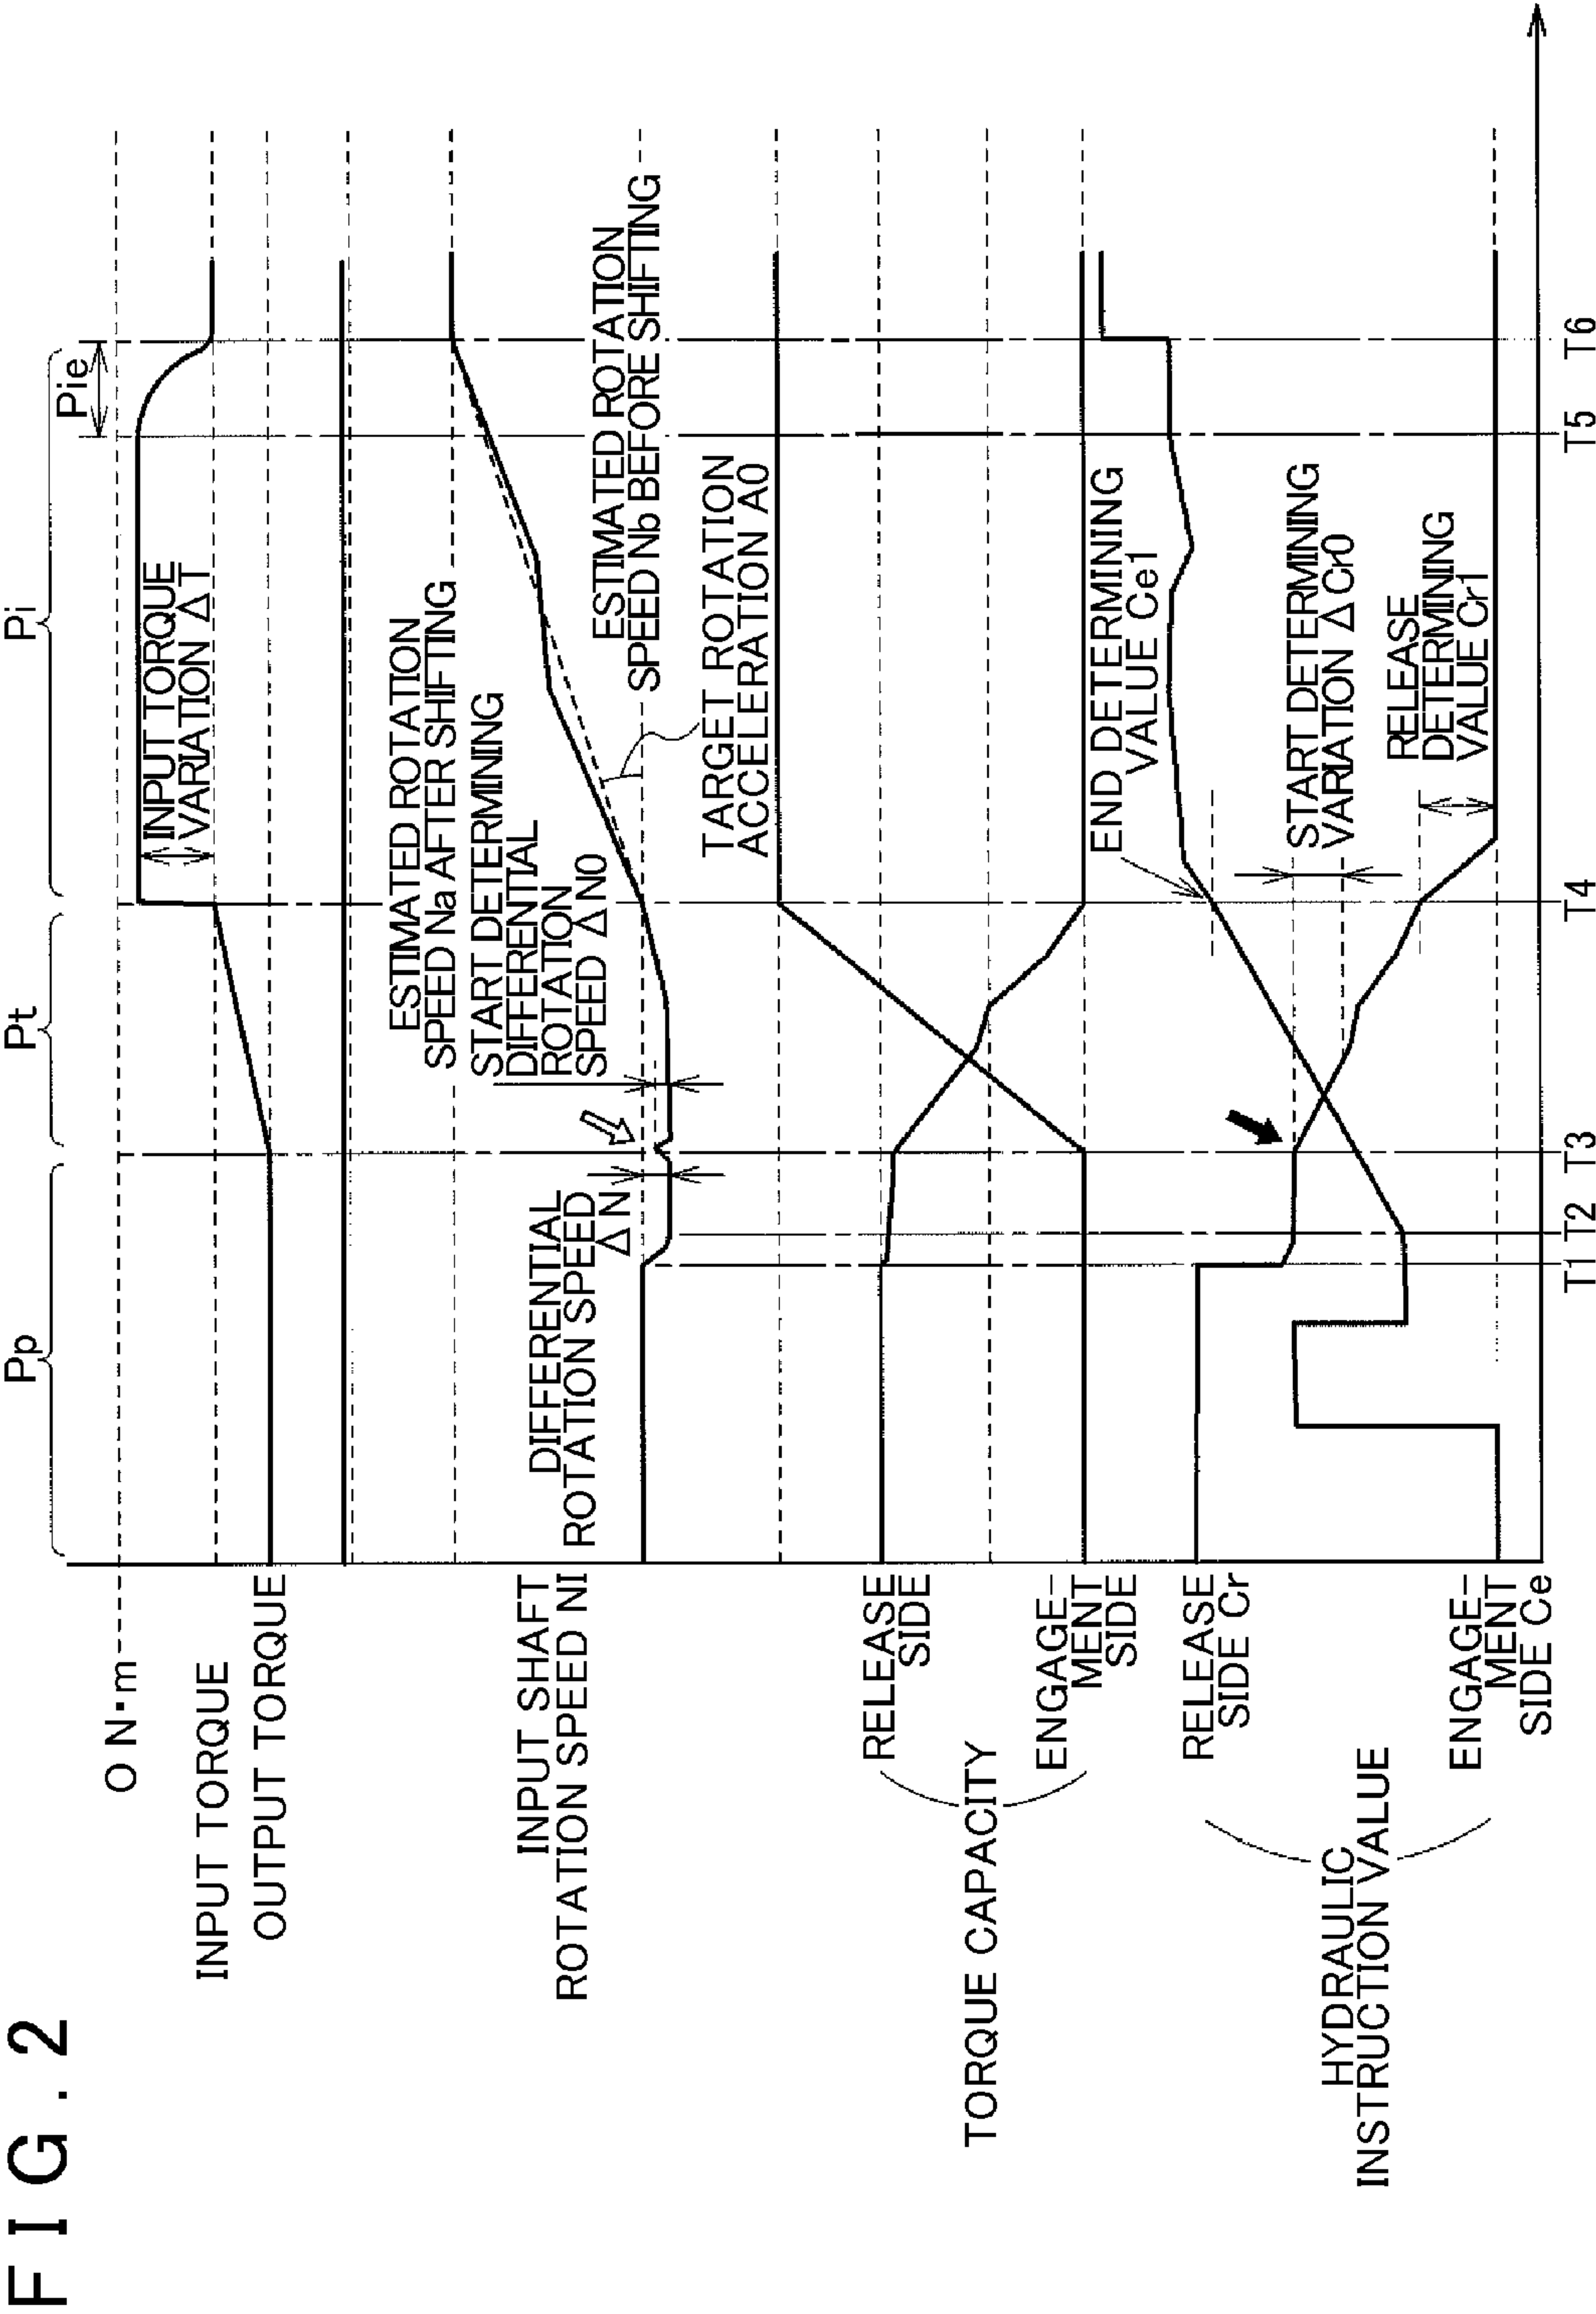 FIG.2
Pp
Pt
Pi
Pie
O N·m
INPUT TORQUE
OUTPUT TORQUE
INPUT TORQUE
VARIATION ΔT
INPUT SHAFT
ROTATION SPEED NI
DIFFERENTIAL
ROTATION SPEED
ΔN
ESTIMATED ROTATION
SPEED Na AFTER SHIFTING
START DETERMINING
DIFFERENTIAL
ROTATION
SPEED ΔN0
ESTIMATED ROTATION
SPEED Nb BEFORE SHIFTING
TARGET ROTATION
ACCELERATION A0
TORQUE CAPACITY
RELEASE
SIDE
ENGAGE-
MENT
SIDE
END DETERMINING
VALUE Ce1
HYDRAULIC
INSTRUCTION VALUE
RELEASE
SIDE Cr
ENGAGE-
MENT
SIDE Ce
START DETERMINING
VARIATION ΔCr0
RELEASE
DETERMINING
VALUE Cr1
T1
T2
T3
T4
T5
T6